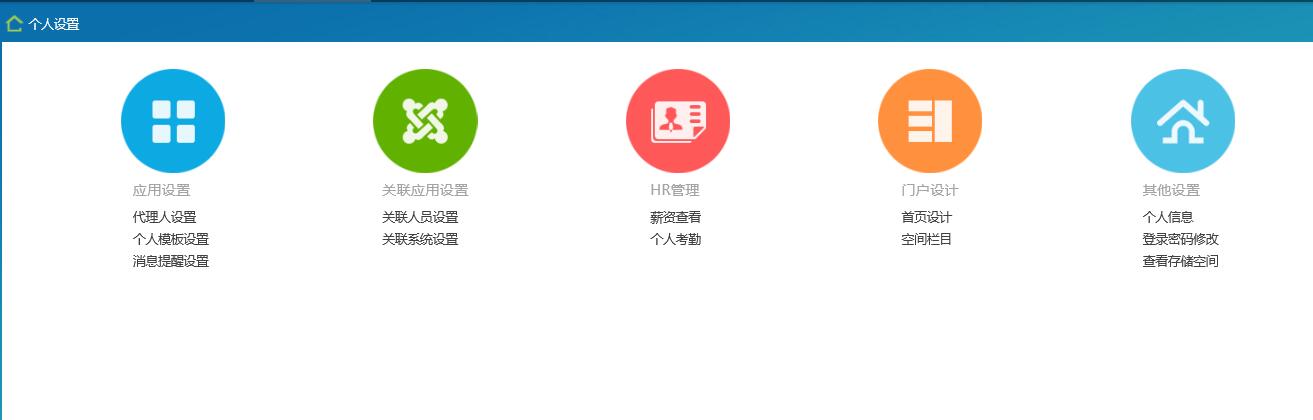 个人设置
应用设置
代理人设置
个人模板设置
消息提醒设置
关联应用设置
关联人员设置
关联系统设置
HR管理
薪资查看
个人考勤
门户设计
首页设计
空间栏目
其他设置
个人信息
登录密码修改
查看存储空间